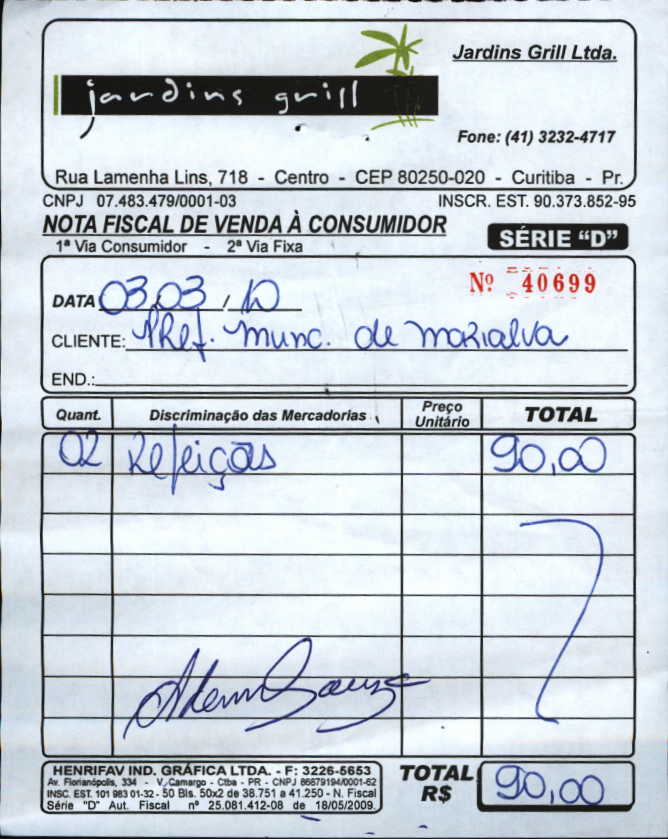 Jardins Grill Ltda.
jardins grill
Fone: (41) 3232-4717
Rua Lamenha Lins, 718 - Centro - CEP 80250-020 - Curitiba - Pr.
CNPJ 07.483.479/0001-03 INSCR. EST. 90.373.852-95
NOTA FISCAL DE VENDA À CONSUMIDOR
SÉRIE “D”
1ª Via Consumidor - 2ª Via Fixa
Nº 40699
DATA 03/03/10
CLIENTE: Pref. Munc. de Marialva
END.:
Quant. Discriminação das Mercadorias Preço Unitário TOTAL
02 Refeições 90,00
HENRIFAV IND. GRÁFICA LTDA. - F: 3226-5653
Av. Florianópolis, 334 - V. Camargo - Ctba - PR - CNPJ 86879194/0001-62
INSC. EST. 101 983 01-32 - 50 Bls. 50x2 de 38.751 a 41.250 - N. Fiscal
Série "D" Aut. Fiscal nº 25.081.412-08 de 18/05/2009.
TOTAL R$ 90,00